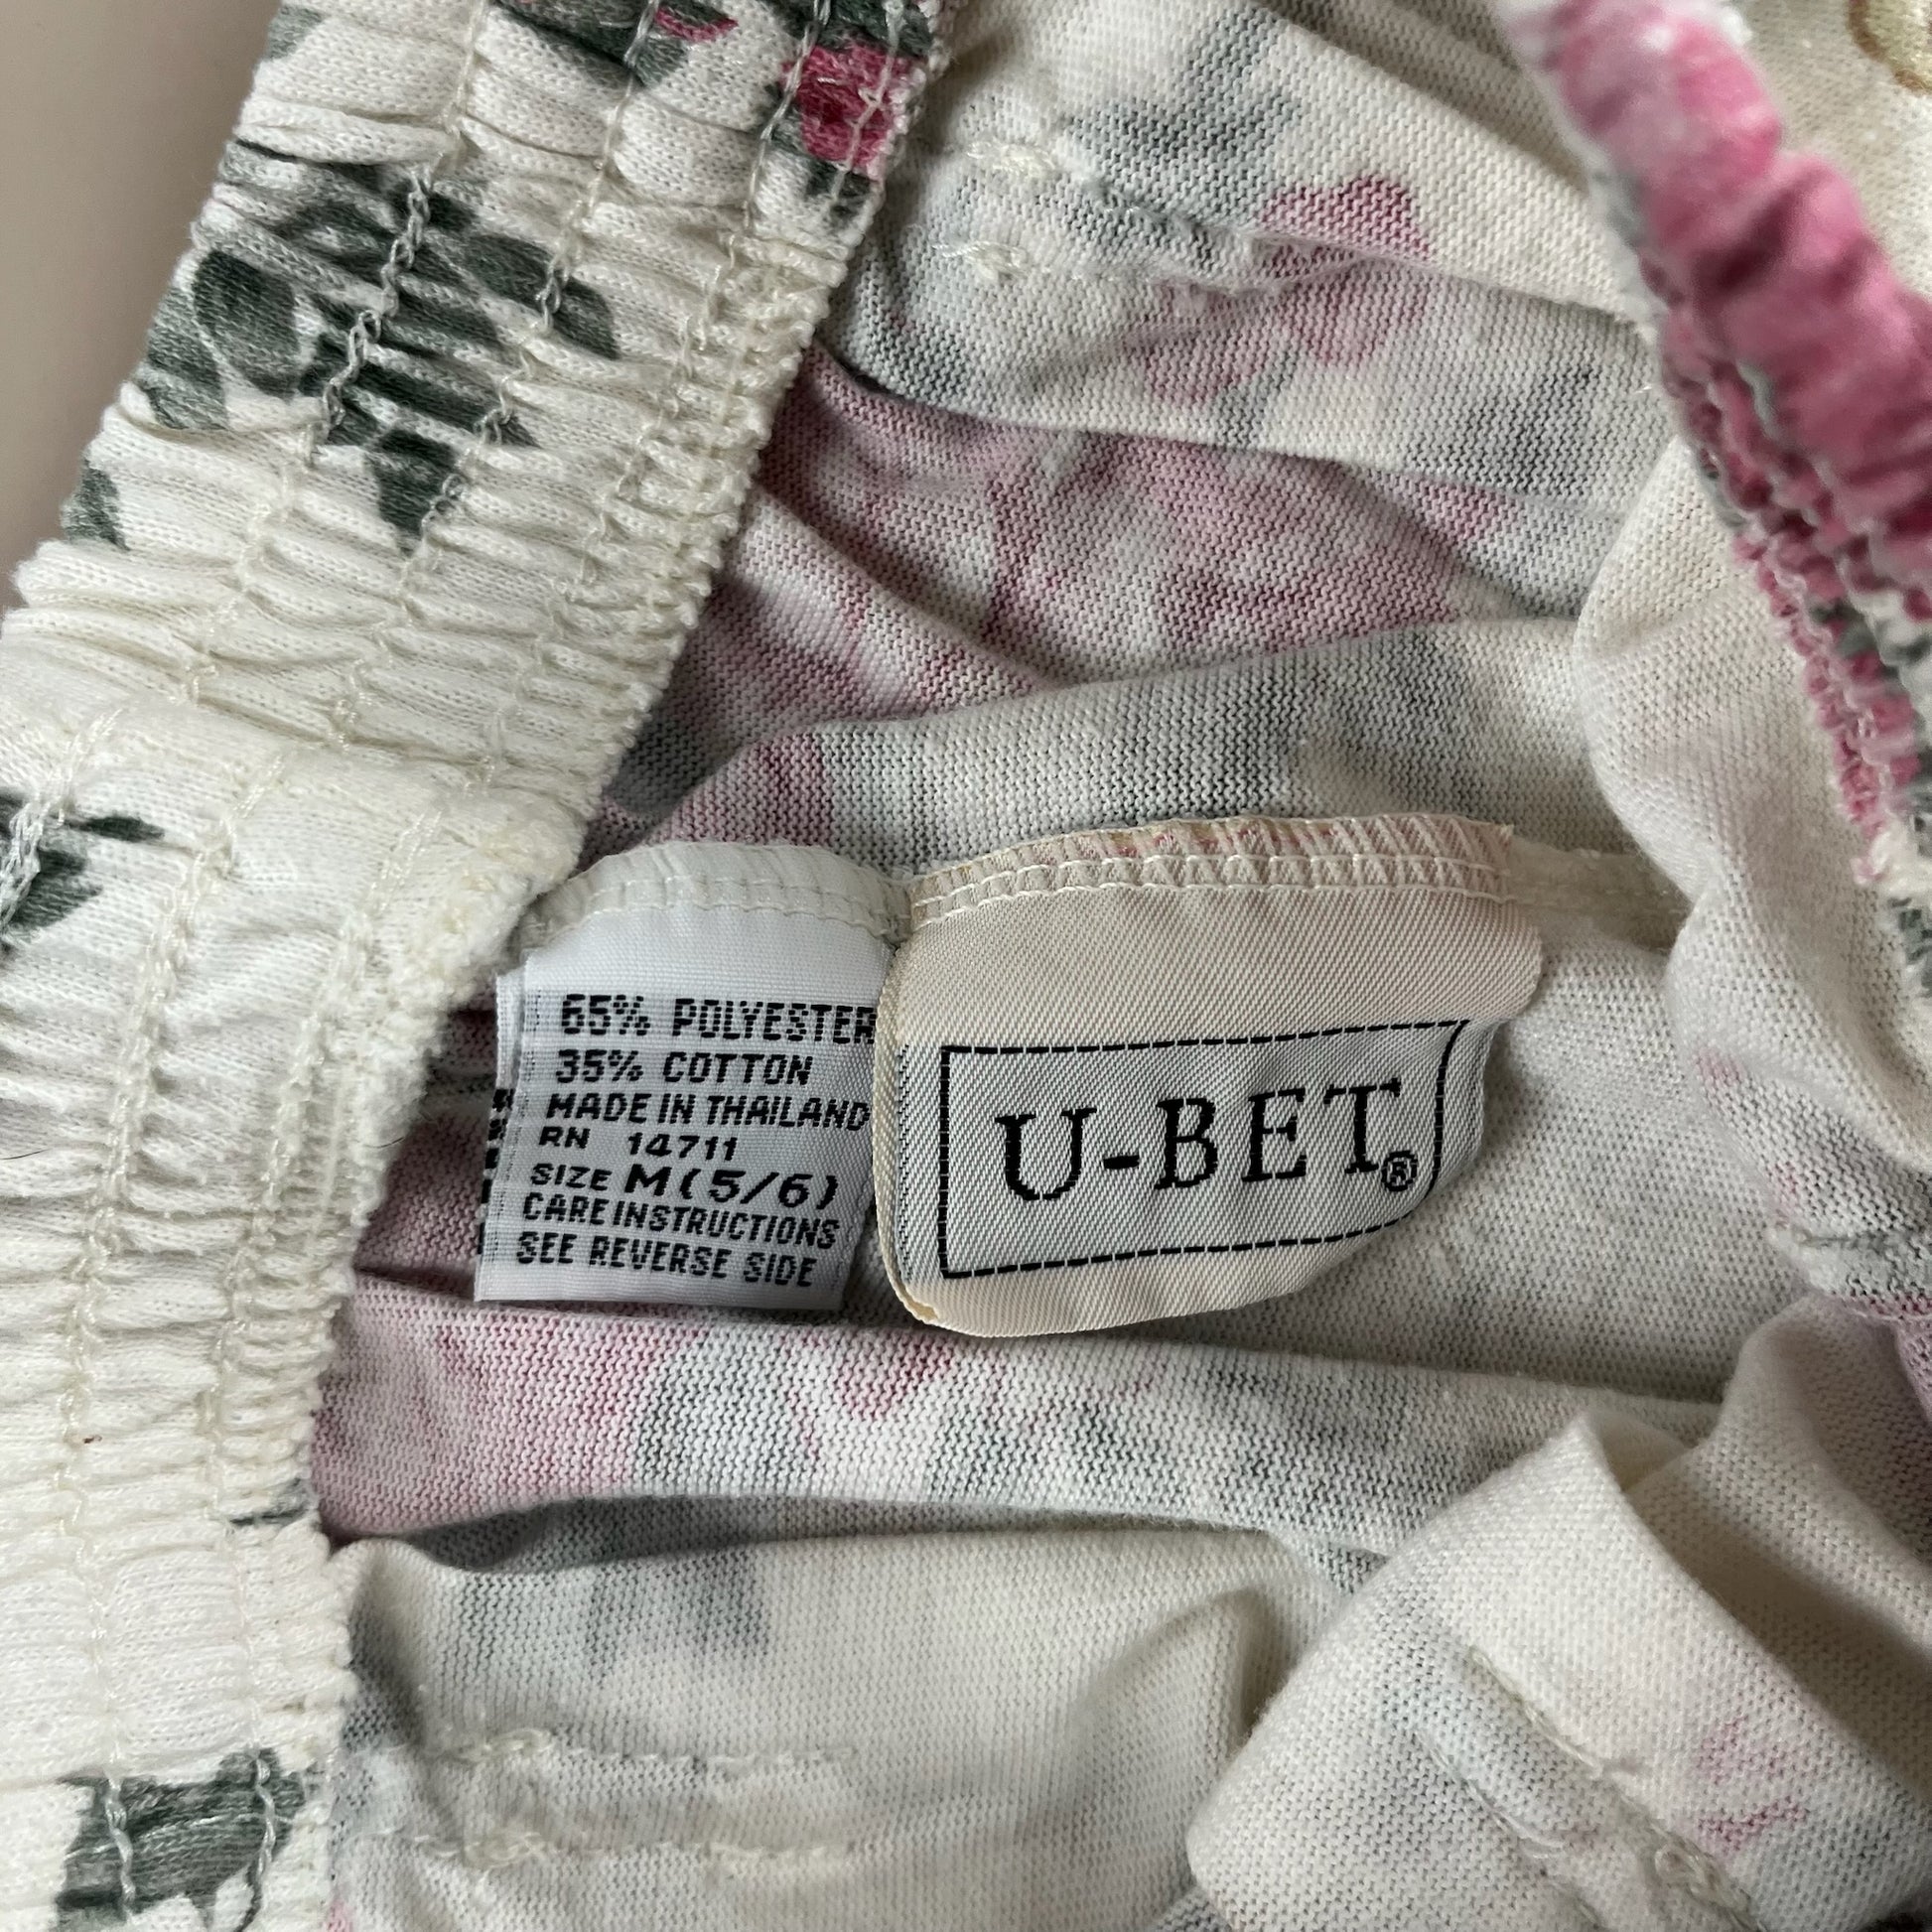 65% POLYESTER
35% COTTON
MADE IN THAILAND
RN 14711
SIZE M(5/6)
CARE INSTRUCTIONS
SEE REVERSE SIDE
U-BET®